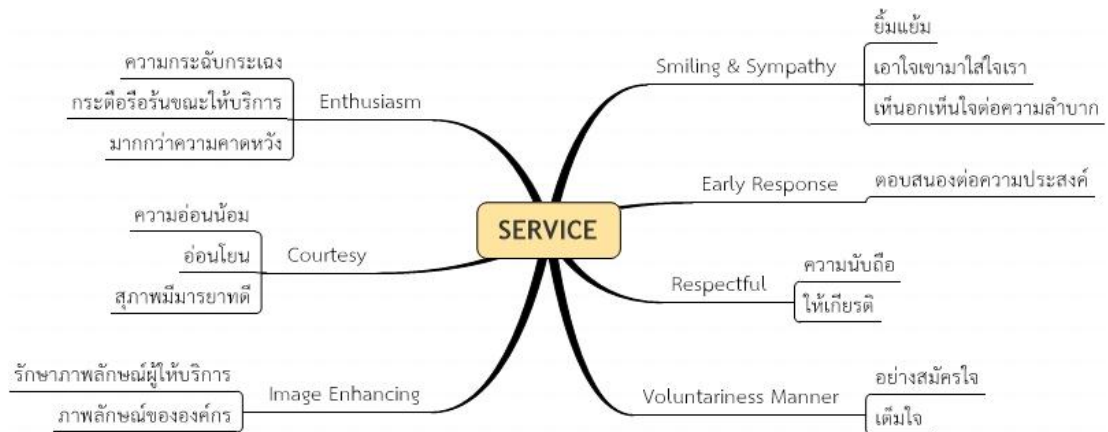 SERVICE
Smiling & Sympathy
ยิ้มแย้ม
เอาใจเขามาใส่ใจเรา
เห็นอกเห็นใจต่อความลำบาก
Early Response
ตอบสนองต่อความประสงค์
Respectful
ความนับถือ
ให้เกียรติ
Voluntariness Manner
อย่างสมัครใจ
เต็มใจ
Image Enhancing
รักษาภาพลักษณ์ผู้ให้บริการ
ภาพลักษณ์ขององค์กร
Courtesy
ความอ่อนน้อม
อ่อนโยน
สุภาพมีมารยาทดี
Enthusiasm
ความกระฉับกระเฉง
กระตือรือร้นขณะให้บริการ
มากกว่าความคาดหวัง